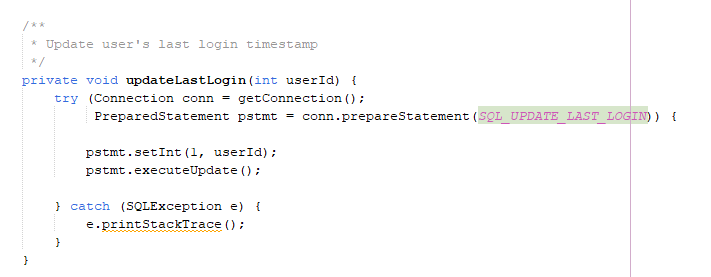 /**
 * Update user's last login timestamp
 */
private void updateLastLogin(int userId) {
    try (Connection conn = getConnection();
         PreparedStatement pstmt = conn.prepareStatement(SQL_UPDATE_LAST_LOGIN)) {

        pstmt.setInt(1, userId);
        pstmt.executeUpdate();

    } catch (SQLException e) {
        e.printStackTrace();
    }
}